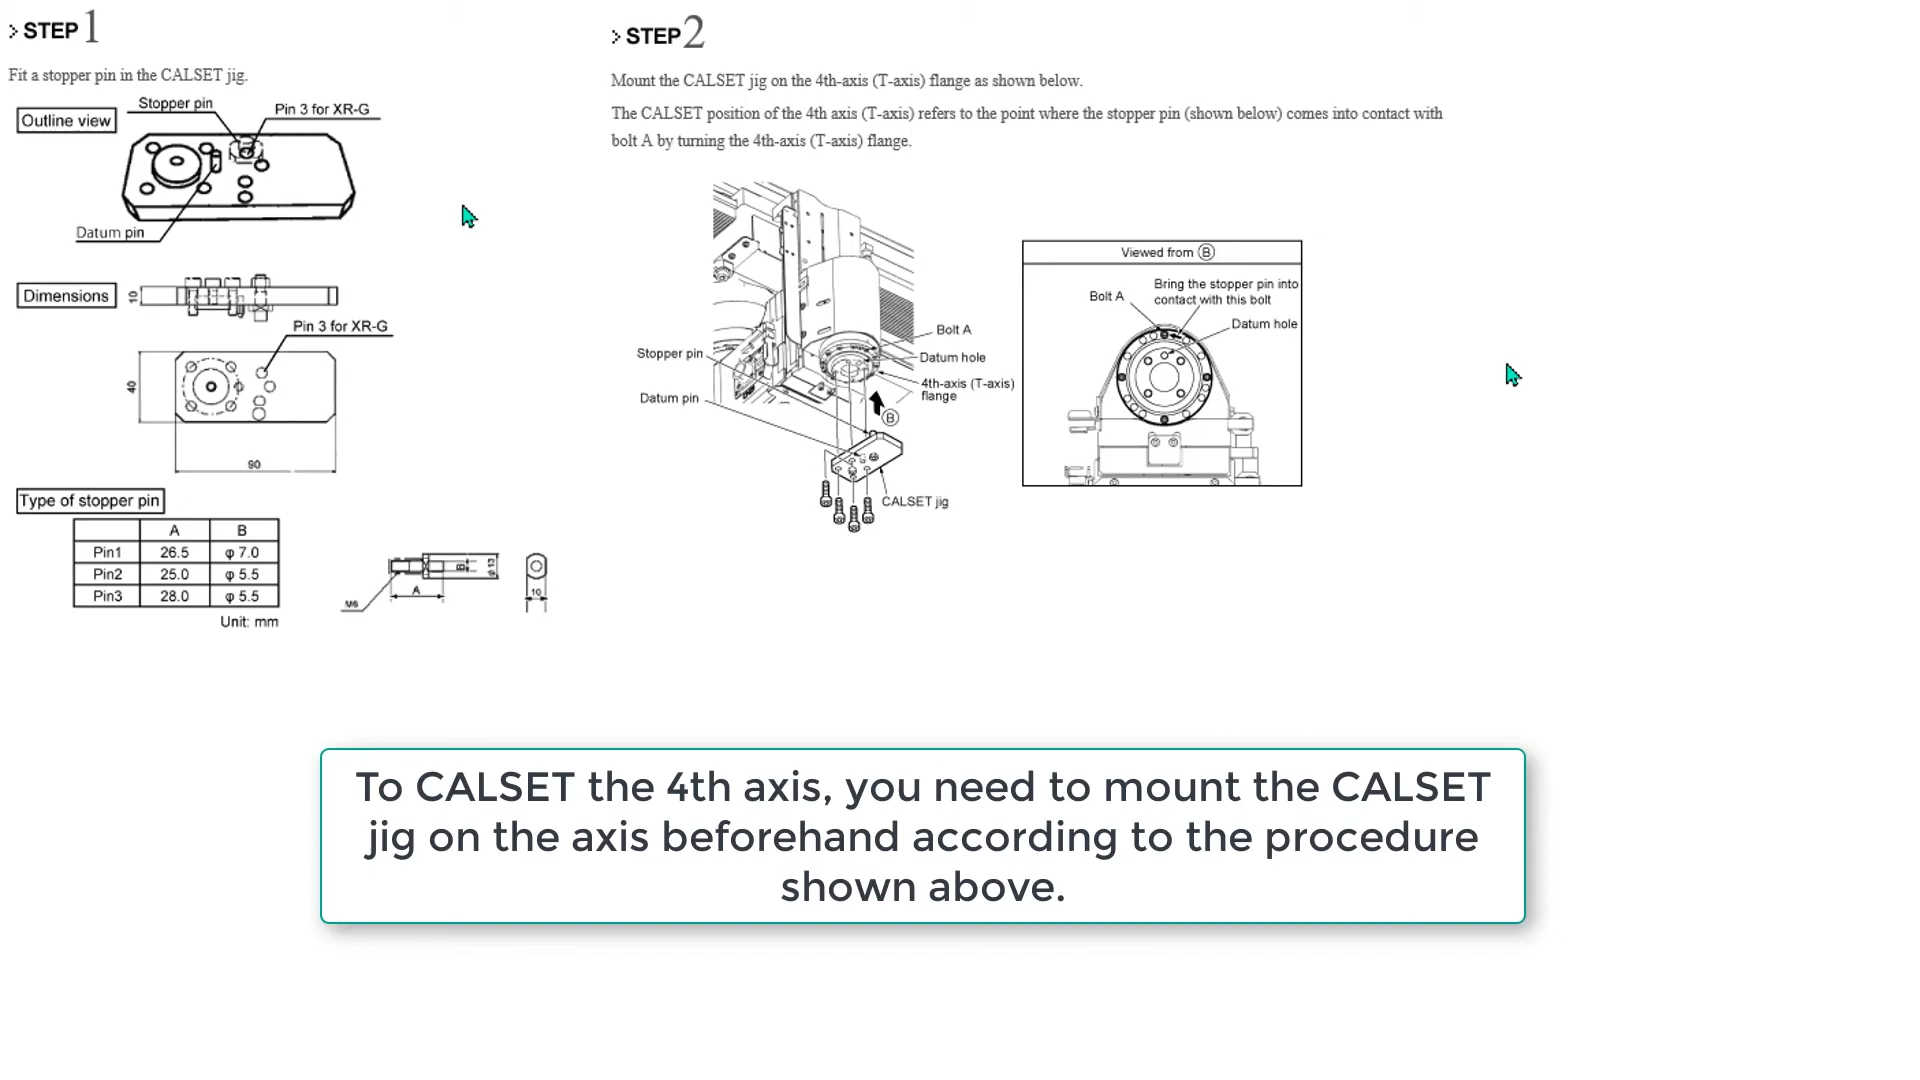 > STEP 1
Fit a stopper pin in the CALSET jig.
Outline view
Stopper pin
Pin 3 for XR-G
Datum pin
Dimensions
10
Pin 3 for XR-G
40
90
Type of stopper pin
A B
Pin1 26.5 φ 7.0
Pin2 25.0 φ 5.5
Pin3 28.0 φ 5.5
Unit: mm
M6
A
B
φ 13
10
> STEP 2
Mount the CALSET jig on the 4th-axis (T-axis) flange as shown below.
The CALSET position of the 4th axis (T-axis) refers to the point where the stopper pin (shown below) comes into contact with
bolt A by turning the 4th-axis (T-axis) flange.
Stopper pin
Datum pin
Bolt A
Datum hole
4th-axis (T-axis)
flange
B
CALSET jig
Viewed from B
Bolt A
Bring the stopper pin into
contact with this bolt
Datum hole
To CALSET the 4th axis, you need to mount the CALSET
jig on the axis beforehand according to the procedure
shown above.